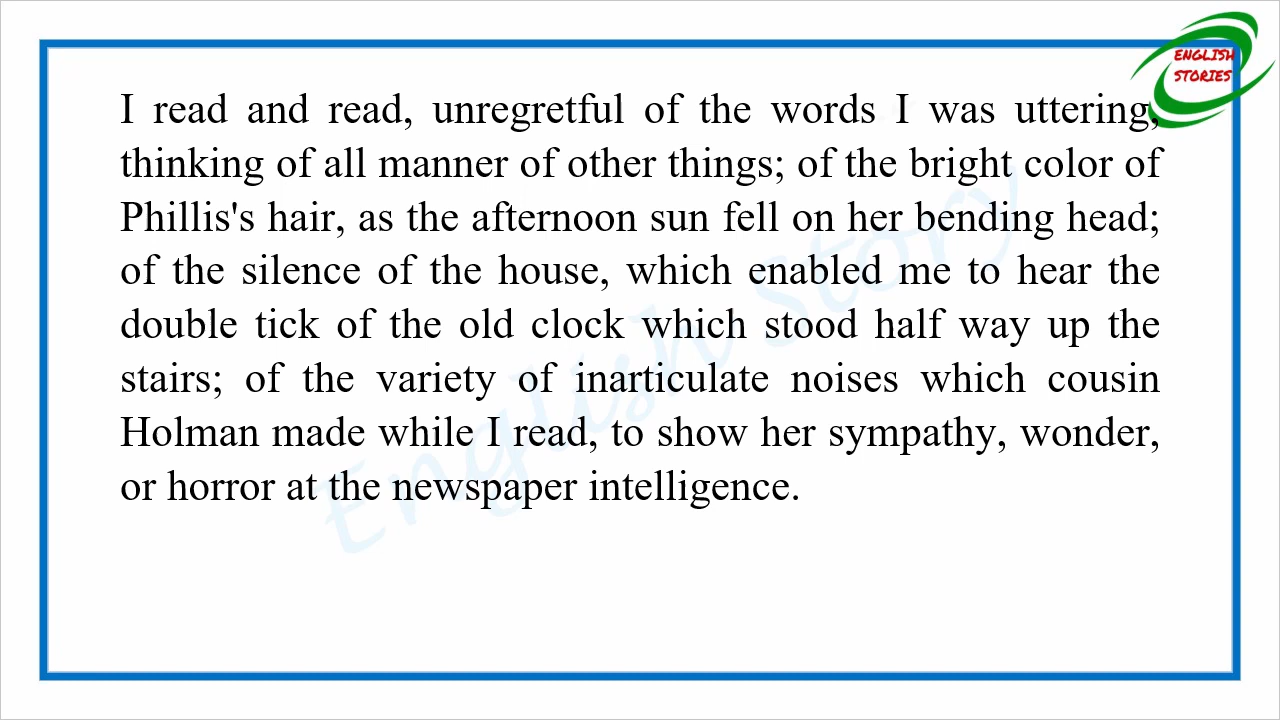 ENGLISH
STORIES
I read and read, unregretful of the words I was uttering,
thinking of all manner of other things; of the bright color of
Phillis's hair, as the afternoon sun fell on her bending head;
of the silence of the house, which enabled me to hear the
double tick of the old clock which stood half way up the
stairs; of the variety of inarticulate noises which cousin
Holman made while I read, to show her sympathy, wonder,
or horror at the newspaper intelligence.
English Story